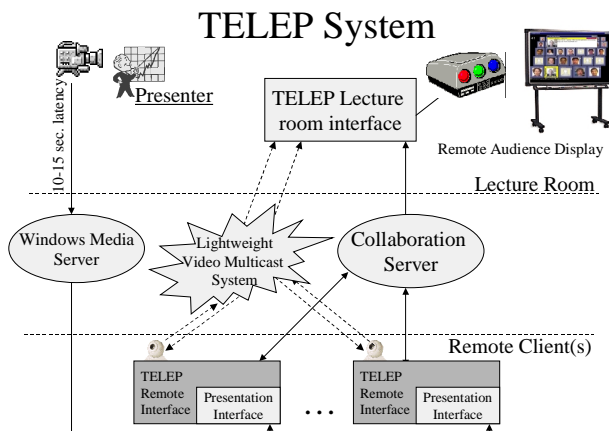 TELEP System
Presenter
10-15 sec. latency
TELEP Lecture
room interface
Remote Audience Display
Lecture Room
Windows Media
Server
Lightweight
Video Multicast
System
Collaboration
Server
Remote Client(s)
TELEP
Remote
Interface
Presentation
Interface
...
TELEP
Remote
Interface
Presentation
Interface